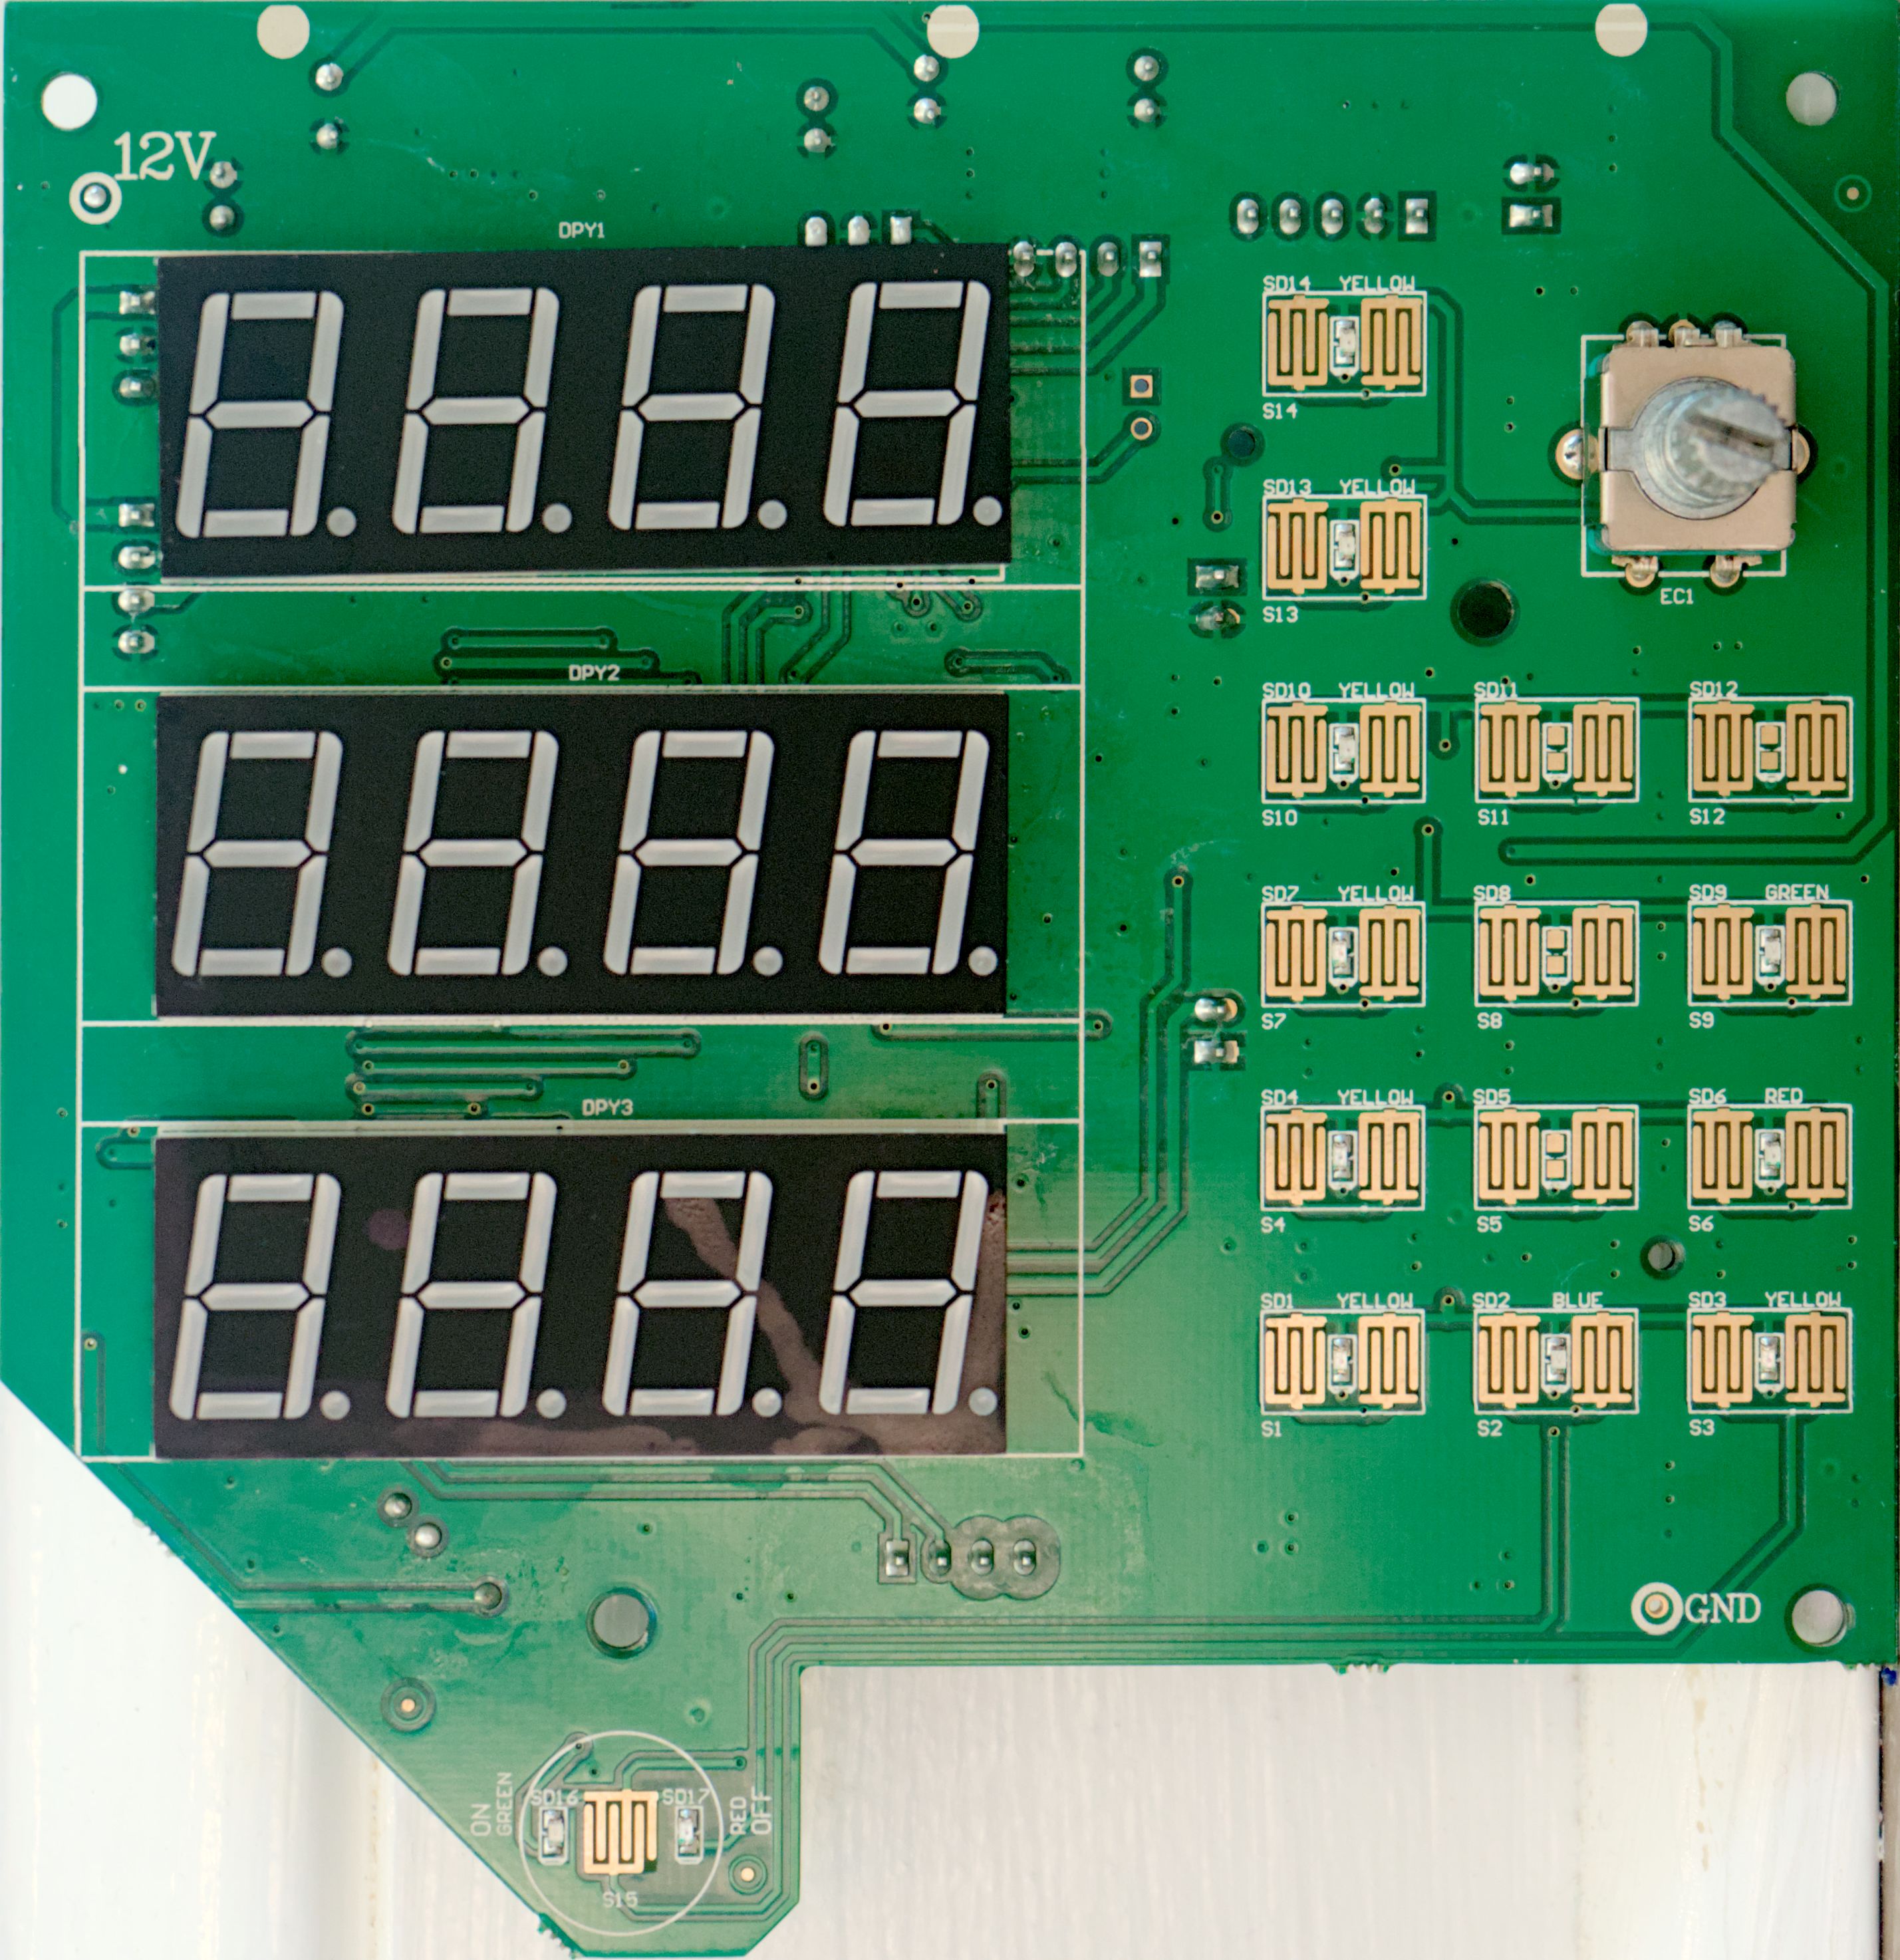 12V
DPY1
SD14 YELLOW
S14
SD13 YELLOW
S13
EC1
DPY2
SD10 YELLOW SD11 SD12
S10 S11 S12
SD7 YELLOW SD8 SD9 GREEN
S7 S8 S9
DPY3
SD4 YELLOW SD5 SD6 RED
S4 S5 S6
SD1 YELLOW SD2 BLUE SD3 YELLOW
S1 S2 S3
GND
ON
GREEN
SD16
SD17
RED
OFF
S15